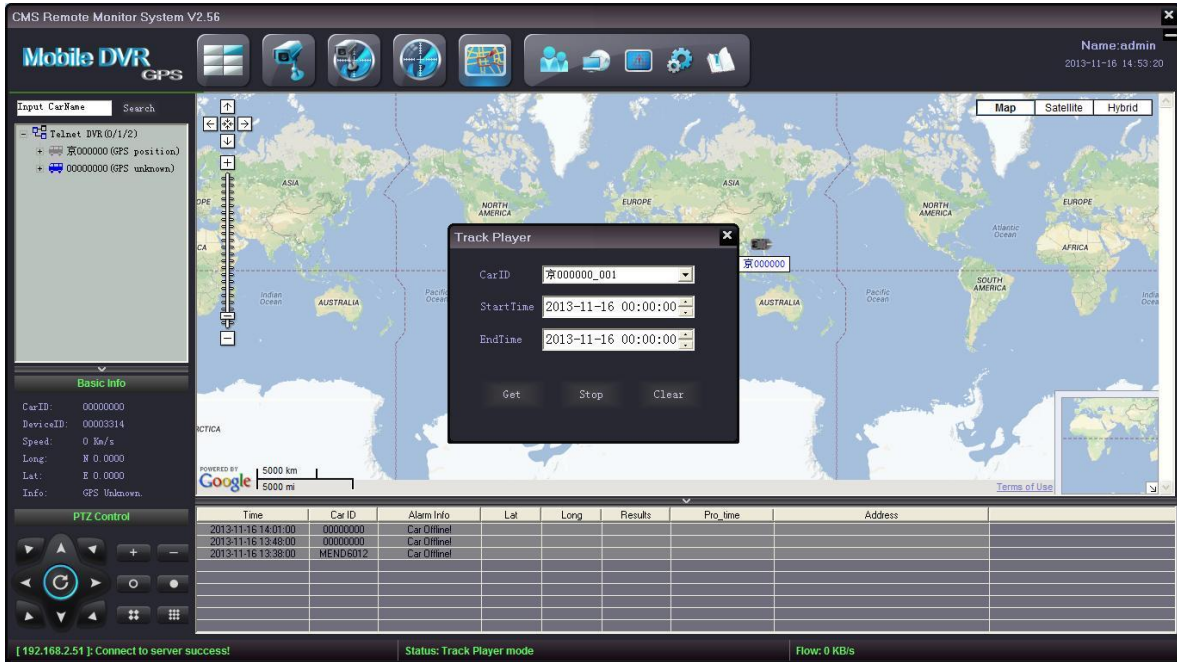 CMS Remote Monitor System V2.56
Mobile DVR
GPS
Name:admin
2013-11-16 14:53:20
Input CarName Search
Telnet DVR(0/1/2)
京000000(GPS position)
00000000(GPS unknown)
Map Satellite Hybrid
ASIA
OPE
NORTH
AMERICA
EUROPE
ASIA
NORTH
AMERICA
EUROPE
Atlantic
Ocean
CA
AFRICA
京000000
SOUTH
AMERICA
Indian
Ocean
AUSTRALIA
Pacific
Ocean
AUSTRALIA
Pacific
Ocean
India
Ocea
RCTICA
Track Player
CarID 京000000_001
StartTime 2013-11-16 00:00:00
EndTime 2013-11-16 00:00:00
Get Stop Clear
POWERED BY
Google
5000 km
5000 mi
Terms of Use
Basic Info
CarID: 00000000
DeviceID: 00003314
Speed: 0 Km/s
Long: N 0.0000
Lat: E 0.0000
Info: GPS Unknown.
PTZ Control
Time Car ID Alarm Info Lat Long Results Pro_time Address
2013-11-16 14:01:00 00000000 Car Offline!
2013-11-16 13:48:00 00000000 Car Offline!
2013-11-16 13:38:00 MEND6012 Car Offline!
[ 192.168.2.51 ]: Connect to server success! Status: Track Player mode Flow: 0 KB/s